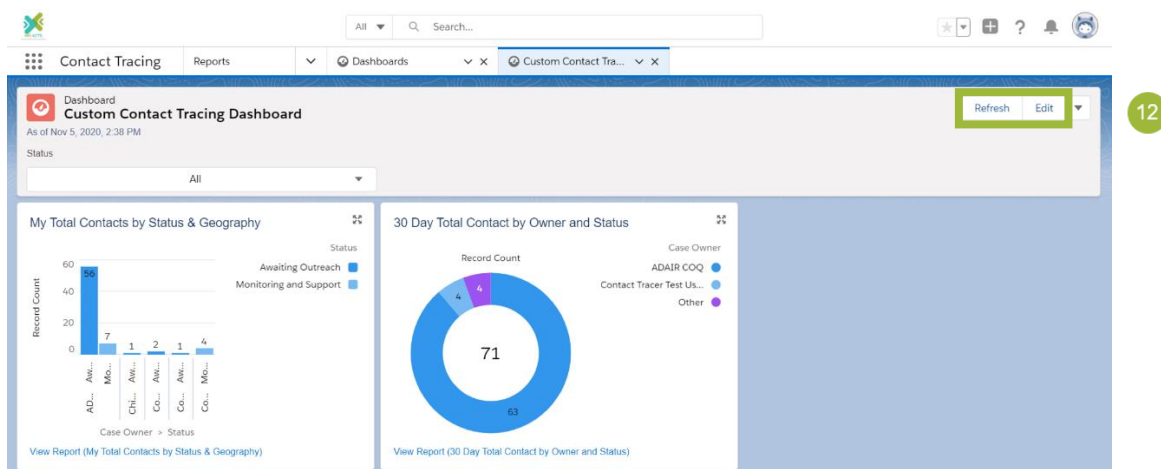 All
Search...
Contact Tracing
Reports
Dashboards
Custom Contact Tra...
Dashboard
Custom Contact Tracing Dashboard
As of Nov 5, 2020, 2:38 PM
Refresh
Edit
12
Status
All
My Total Contacts by Status & Geography
Status
Awaiting Outreach
Monitoring and Support
Record Count
60
40
20
0
56
7
1
2
1
4
Aw...
Mo...
Aw...
Aw...
Aw...
Mo...
AD...
Chi...
Co...
Co...
Co...
Case Owner > Status
View Report (My Total Contacts by Status & Geography)
30 Day Total Contact by Owner and Status
Record Count
Case Owner
ADAIR COQ
Contact Tracer Test Us...
Other
4
4
71
63
View Report (30 Day Total Contact by Owner and Status)